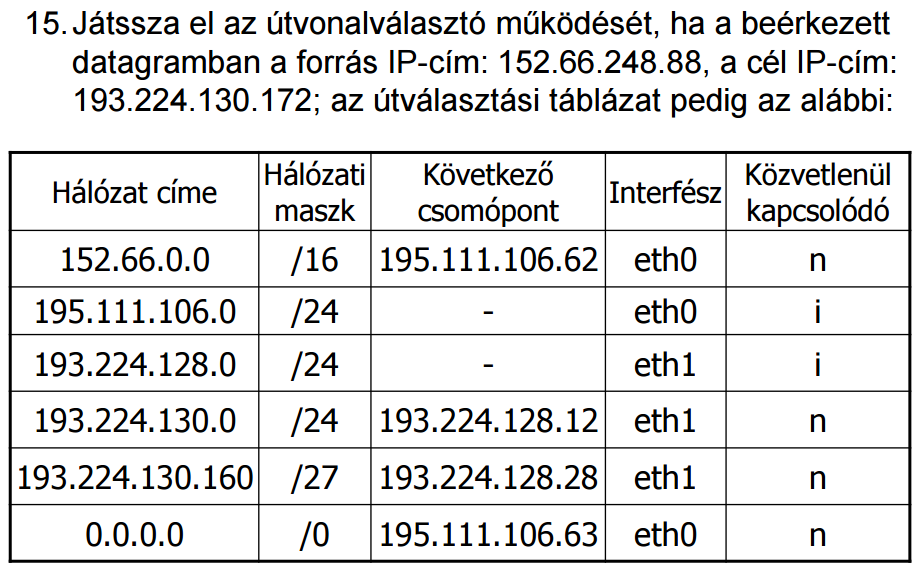 15. Játssza el az útvonalválasztó működését, ha a beérkezett
datagramban a forrás IP-cím: 152.66.248.88, a cél IP-cím:
193.224.130.172; az útválasztási táblázat pedig az alábbi:
Hálózat címe Hálózati maszk Következő csomópont Interfész Közvetlenül kapcsolódó
152.66.0.0 /16 195.111.106.62 eth0 n
195.111.106.0 /24 - eth0 i
193.224.128.0 /24 - eth1 i
193.224.130.0 /24 193.224.128.12 eth1 n
193.224.130.160 /27 193.224.128.28 eth1 n
0.0.0.0 /0 195.111.106.63 eth0 n